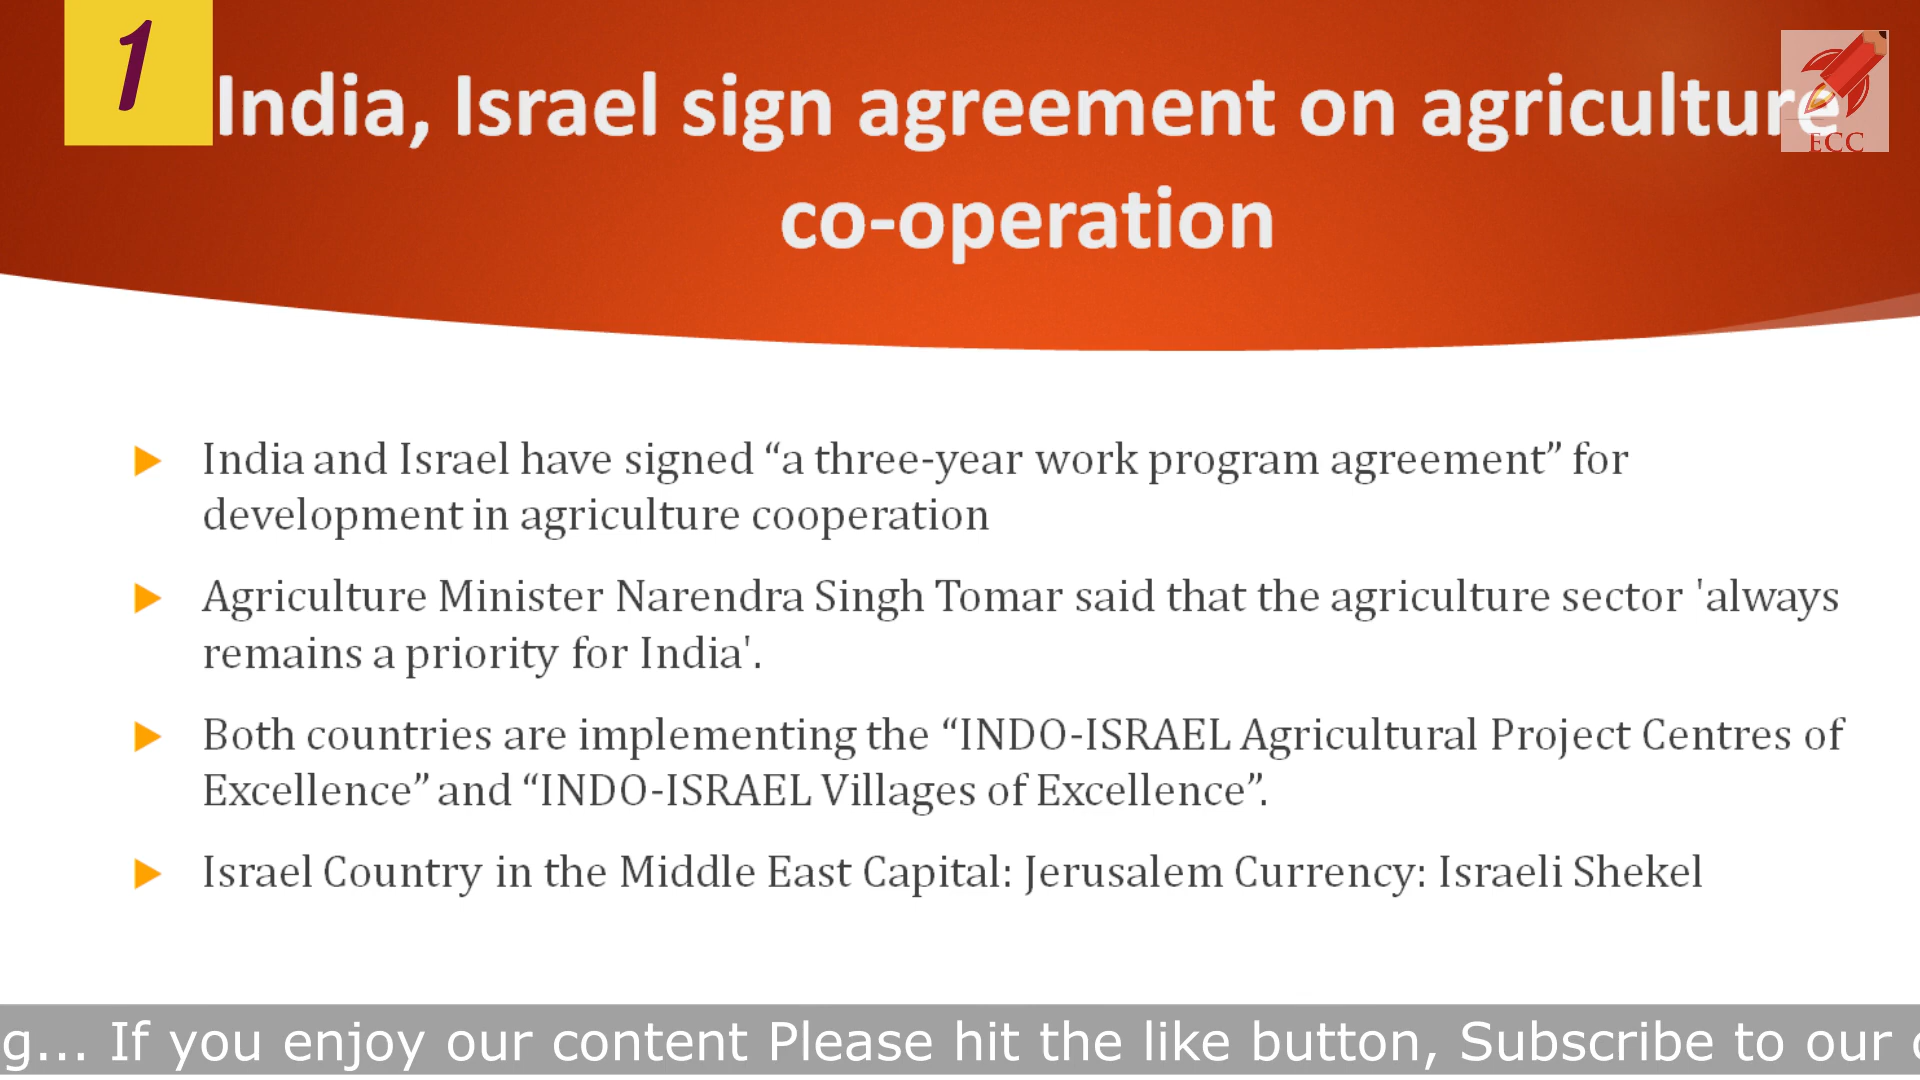 1
India, Israel sign agreement on agriculture
ECC
co-operation
India and Israel have signed “a three-year work program agreement” for
development in agriculture cooperation
Agriculture Minister Narendra Singh Tomar said that the agriculture sector 'always
remains a priority for India'.
Both countries are implementing the “INDO-ISRAEL Agricultural Project Centres of
Excellence” and “INDO-ISRAEL Villages of Excellence”.
Israel Country in the Middle East Capital: Jerusalem Currency: Israeli Shekel
g... If you enjoy our content Please hit the like button, Subscribe to our